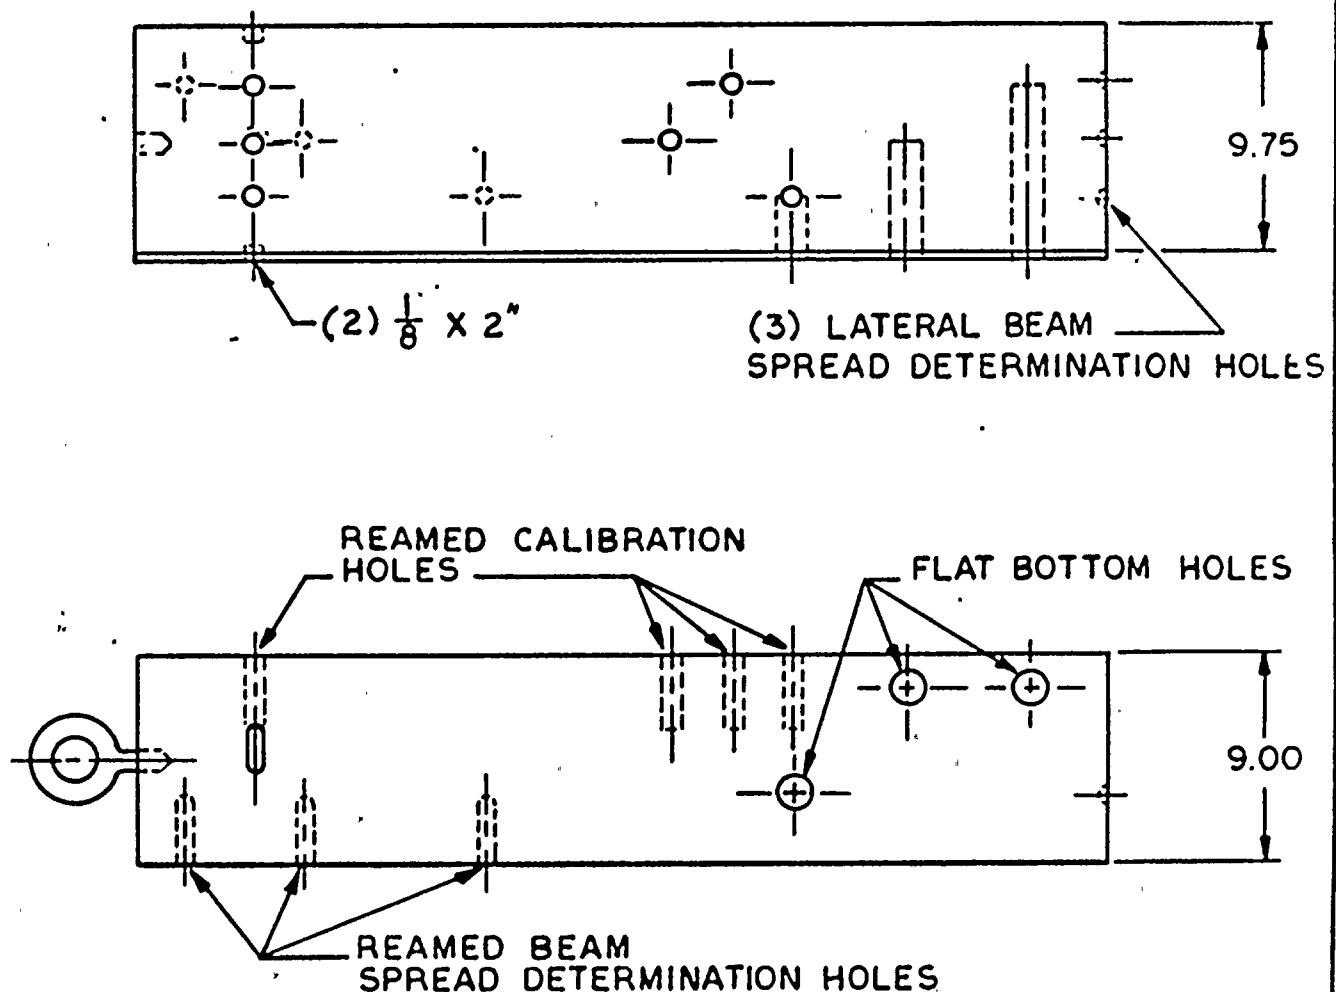 9.75
(2) 1/8 X 2"
(3) LATERAL BEAM
SPREAD DETERMINATION HOLES
REAMED CALIBRATION
HOLES
FLAT BOTTOM HOLES
9.00
REAMED BEAM
SPREAD DETERMINATION HOLES